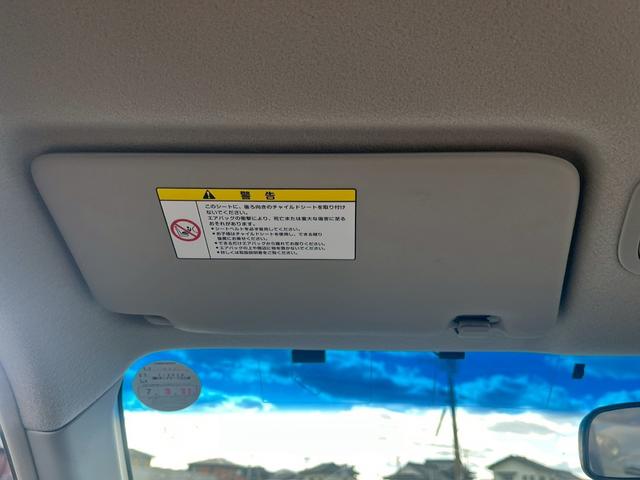 警告
このシートに、後ろ向きのチャイルドシートを取り付け
ないでください。
エアバッグの衝撃により、死亡または重大な傷害に至る
おそれがあります。
•シートベルトを必ず着用してください。
•お子様はチャイルドシートを使用し、できる限り
後席にお乗せください。
•できるだけエアバッグから離れてお座りください。
•エアバッグの上や周辺に物を置かないでください。
•詳しくは取扱説明書をご覧ください。
7. 3.31